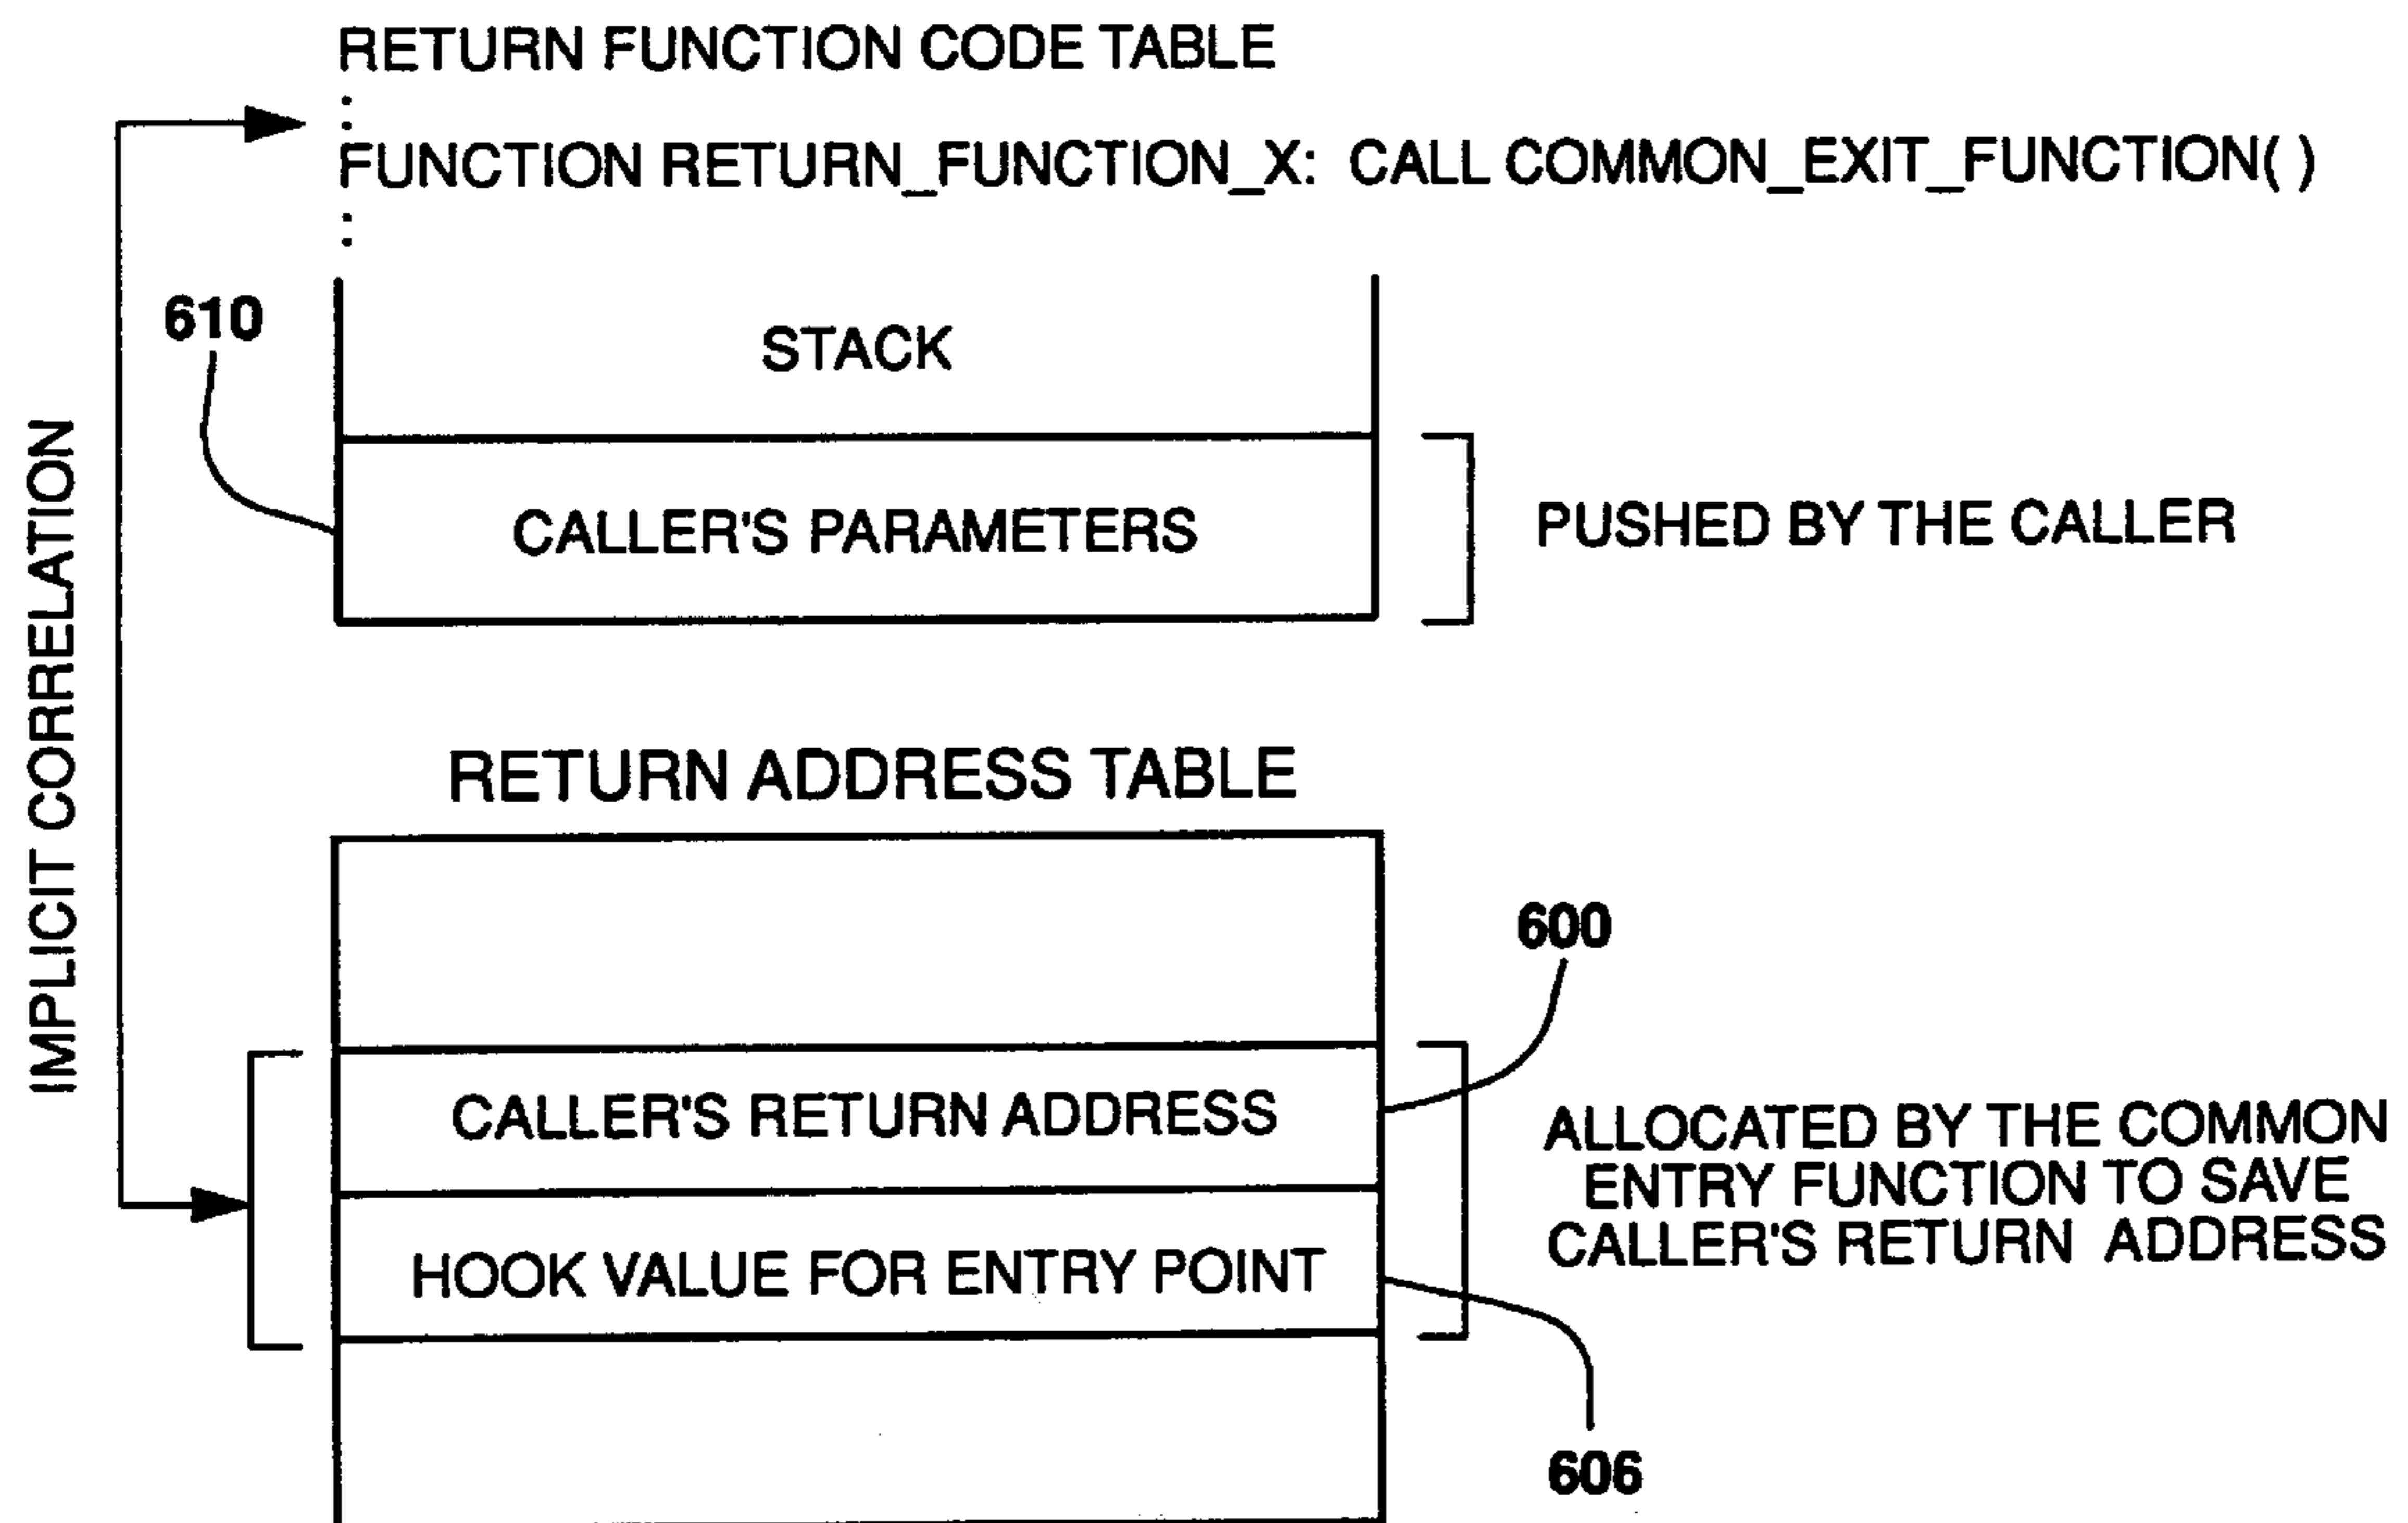 RETURN FUNCTION CODE TABLE
:
FUNCTION RETURN_FUNCTION_X: CALL COMMON_EXIT_FUNCTION( )
:
610
STACK
CALLER'S PARAMETERS
PUSHED BY THE CALLER
IMPLICIT CORRELATION
RETURN ADDRESS TABLE
600
CALLER'S RETURN ADDRESS
HOOK VALUE FOR ENTRY POINT
ALLOCATED BY THE COMMON
ENTRY FUNCTION TO SAVE
CALLER'S RETURN ADDRESS
606